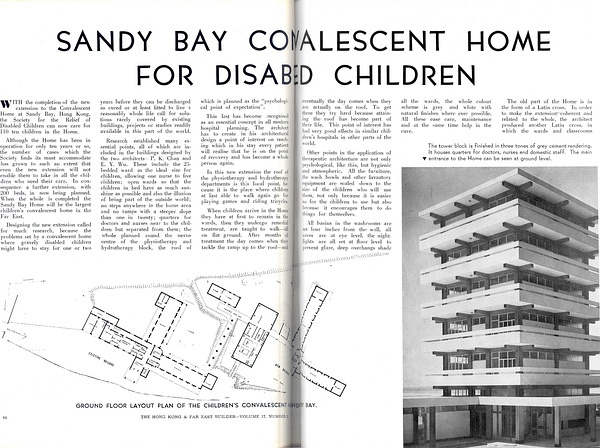 SANDY BAY CONVALESCENT HOME
FOR DISABLED CHILDREN
WITH the completion of the new
extension to the Convalescent
Home at Sandy Bay, Hong Kong,
the Society for the Relief of
Disabled Children can now care for
110 ten children in the Home.
Although the Home has been in
operation for only ten years or so,
the number of cases which the
Society finds its must accommodate
has grown to such an extent that
even the new extension will not
enable them to take in all the chil-
dren who need their care. In con-
sequence a further extension, with
200 beds, is now being planned.
When the whole is completed the
Sandy Bay Home will be the largest
children's convalescent home in the
Far East.
Designing the new extension called
for much research, because the
problems set by a convalescent home
where gravely disabled children
might have to stay for one or two
years before they can be discharged
as cured or at least fitted to live a
reasonably whole life call for solu-
tions rarely covered by existing
buildings, projects or studies readily
available in this part of the world.
Research established many es-
sential points, all of which are in-
cluded in the buildings designed by
the two architects P. K. Chan and
E. Y. Wu. These include the 25-
bedded ward as the ideal size for
children, allowing one nurse to five
children; open wards so that the
children in bed have as much sun-
shine as possible and also the illusion
of being part of the outside world;
no steps anywhere in the home area
and no ramps with a steeper slope
than one in twenty; quarters for
doctors and nurses near to the chil-
dren but separated from them; the
whole planned round the nerve
centre of the physiotherapy and
hydrotherapy block, the roof of
which is planned as the "psychologi-
cal point of expectation".
This last has become recognised
as an essential concept in all modern
hospital planning. The architect
has to create in his architectural
design a point of interest on reach-
ing which in his stay every patient
will realise that he is on the point
of recovery and has become a whole
person again.
In this new extension the roof of
the physiotherapy and hydrotherapy
departments is this focal point, be-
cause it is the place where children
at last able to walk again go for
playing games and riding tricycles.
When children arrive in the Home
they have at first to remain in the
wards, then they undergo remedial
treatment, are taught to walk
on flat ground. After months of
treatment the day comes when they
tackle the ramp up to the roof
eventually the day comes when they
are actually on the roof. To get
there they try hard because attain-
ing the roof has become part of
their life. This point of interest has
had very good effects in similar chil-
dren's hospitals in other parts of the
world.
Other points in the application of
therapeutic architecture are not only
psychological, like this, but hygienic
and atmospheric. All the furniture,
the wash bowls and other lavatory
equipment are scaled down to the
size of the children who will use
them, not only because it is easier
for the children to use but also
because it encourages them to do
things for themselves.
All basins in the washrooms are
set four inches from the wall, all
are at eye level, the night-
lights are all set at floor level to
prevent glare, deep overhangs shade
all the wards, the whole colour
scheme is grey and white with
natural finishes where ever possible.
All these ease care, maintenance
and at the same time help in the
cure.
The old part of the Home is in
the form of a Latin cross. In order
to make the extension coherent and
related to the whole, the architect
produced another Latin cross, in
which the wards and classrooms
The tower block is finished in three tones of grey cement rendering.
It houses quarters for doctors, nurses and domestic staff. The main
▼ entrance to the Home can be seen at ground level.
GROUND FLOOR LAYOUT PLAN OF THE CHILDREN'S CONVALESCENT BAY.
THE HONG KONG & FAR EAST BUILDER—VOLUME 17, NUMBER